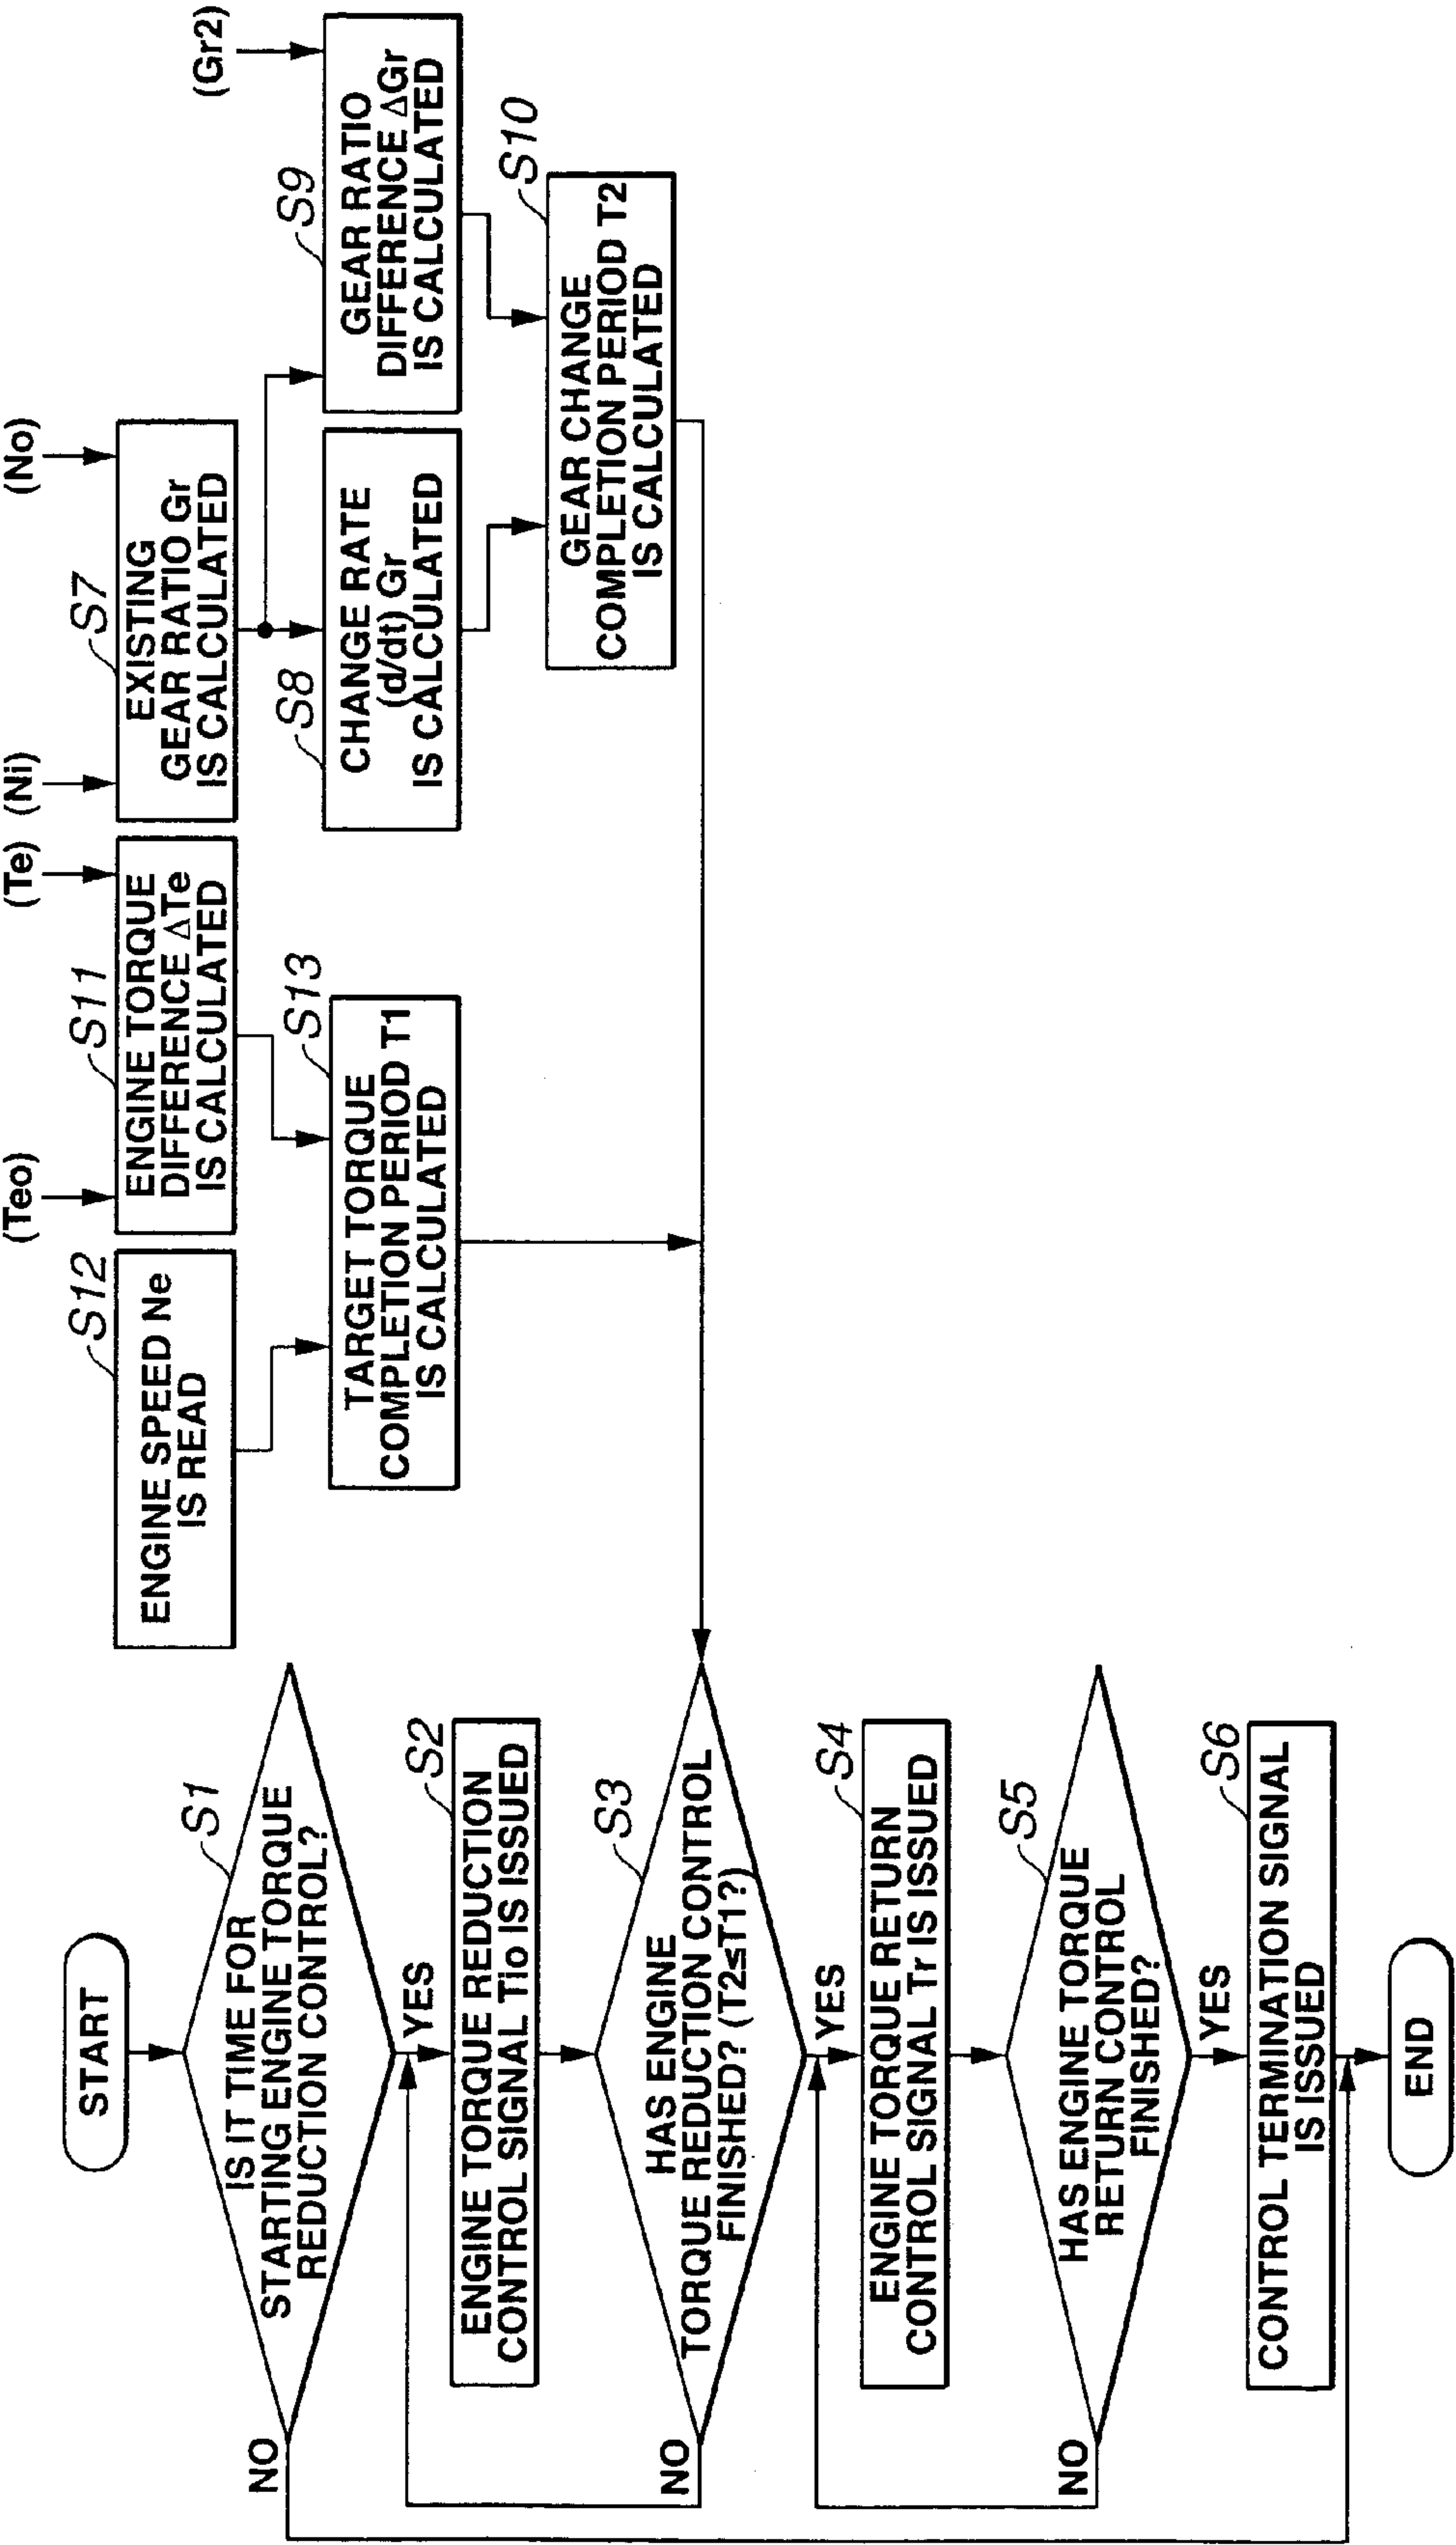 START
S1
IS IT TIME FOR
STARTING ENGINE TORQUE
REDUCTION CONTROL?
NO
YES
S2
ENGINE TORQUE REDUCTION
CONTROL SIGNAL Tio IS ISSUED
S3
HAS ENGINE
TORQUE REDUCTION CONTROL
FINISHED? (T2≤T1?)
NO
YES
S4
ENGINE TORQUE RETURN
CONTROL SIGNAL Tr IS ISSUED
S5
HAS ENGINE TORQUE
RETURN CONTROL
FINISHED?
NO
YES
S6
CONTROL TERMINATION SIGNAL
IS ISSUED
END
S12
ENGINE SPEED Ne
IS READ
(Teo)
(Te)
S11
ENGINE TORQUE
DIFFERENCE △Te
IS CALCULATED
S13
TARGET TORQUE
COMPLETION PERIOD T1
IS CALCULATED
(Ni)
(No)
S7
EXISTING
GEAR RATIO Gr
IS CALCULATED
S8
CHANGE RATE
(d/dt) Gr
IS CALCULATED
(Gr2)
S9
GEAR RATIO
DIFFERENCE △Gr
IS CALCULATED
S10
GEAR CHANGE
COMPLETION PERIOD T2
IS CALCULATED